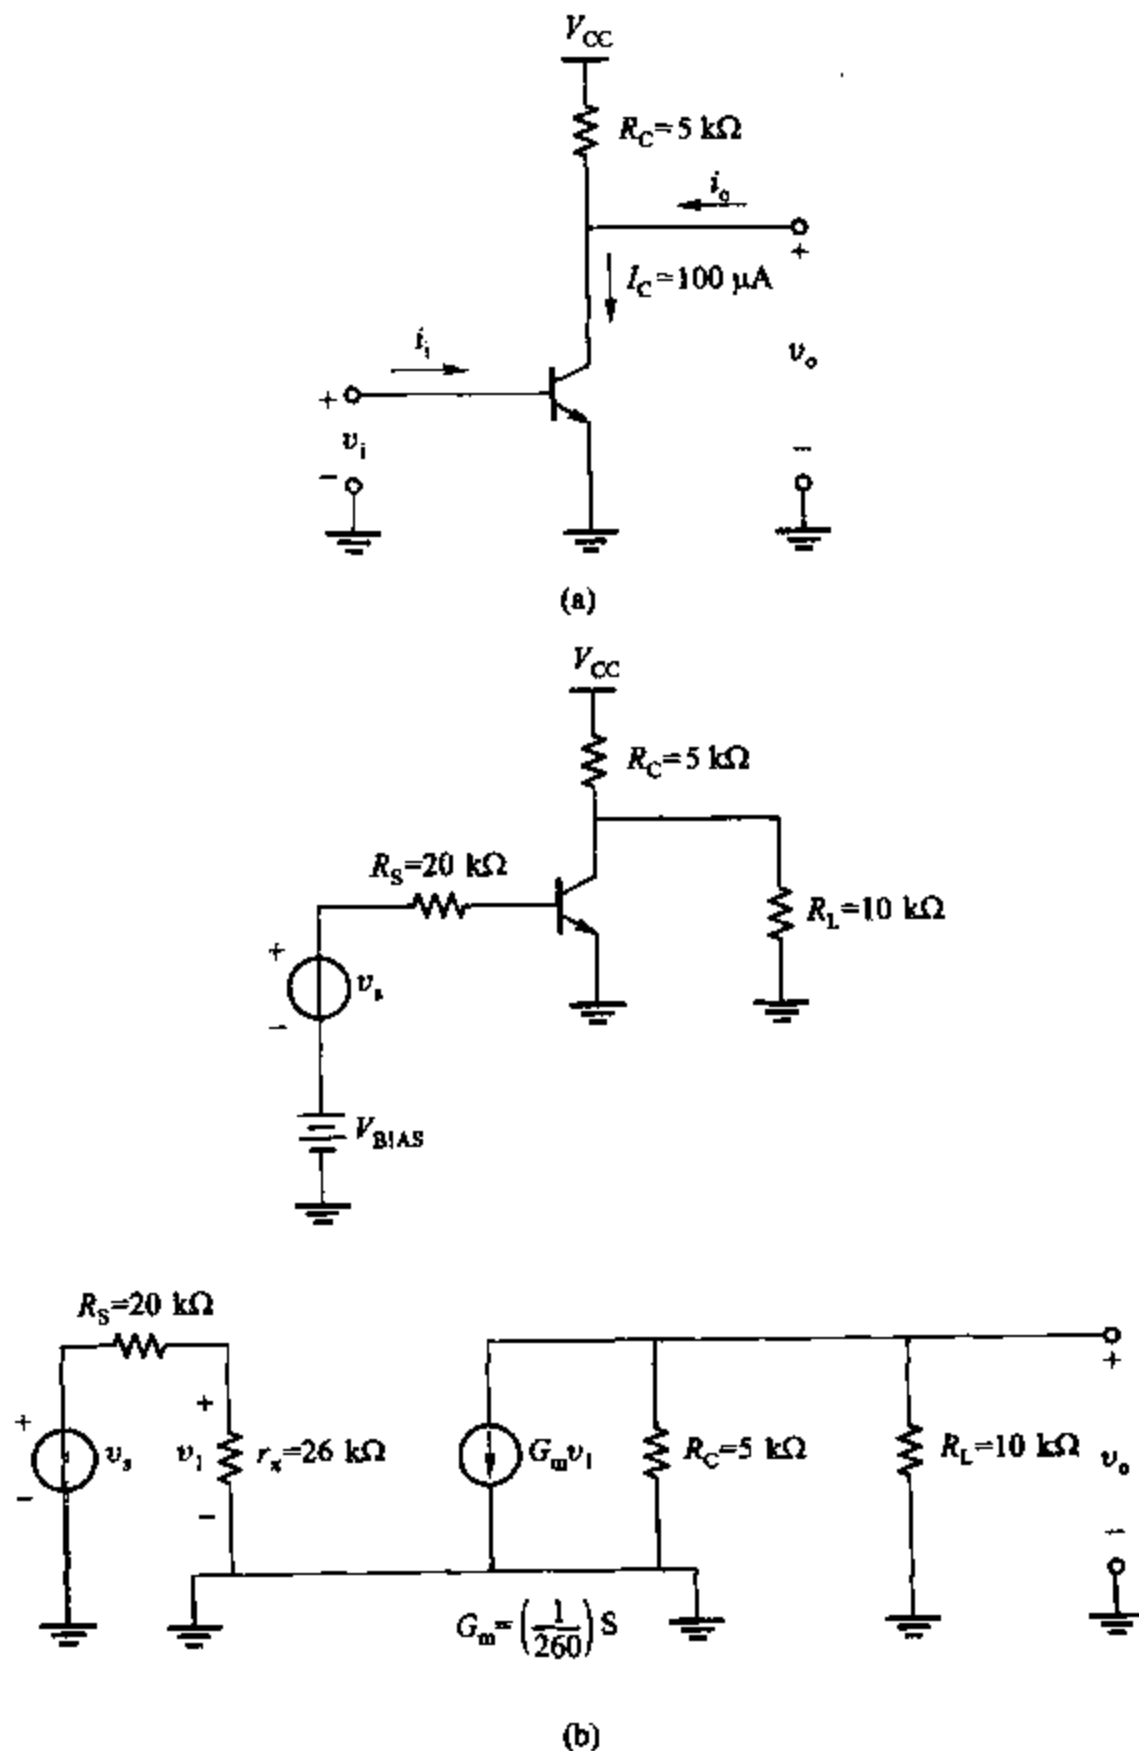 V_CC
R_C=5 kΩ
i_o
+
I_C=100 μA
i_i
+
v_i
−
v_o
−
(a)
V_CC
R_C=5 kΩ
R_S=20 kΩ
R_L=10 kΩ
+
v_s
−
V_BIAS
R_S=20 kΩ
+
v_s
−
+
v_1
−
r_π=26 kΩ
G_m v_1
R_C=5 kΩ
R_L=10 kΩ
+
v_o
−
G_m=(1/260) S
(b)